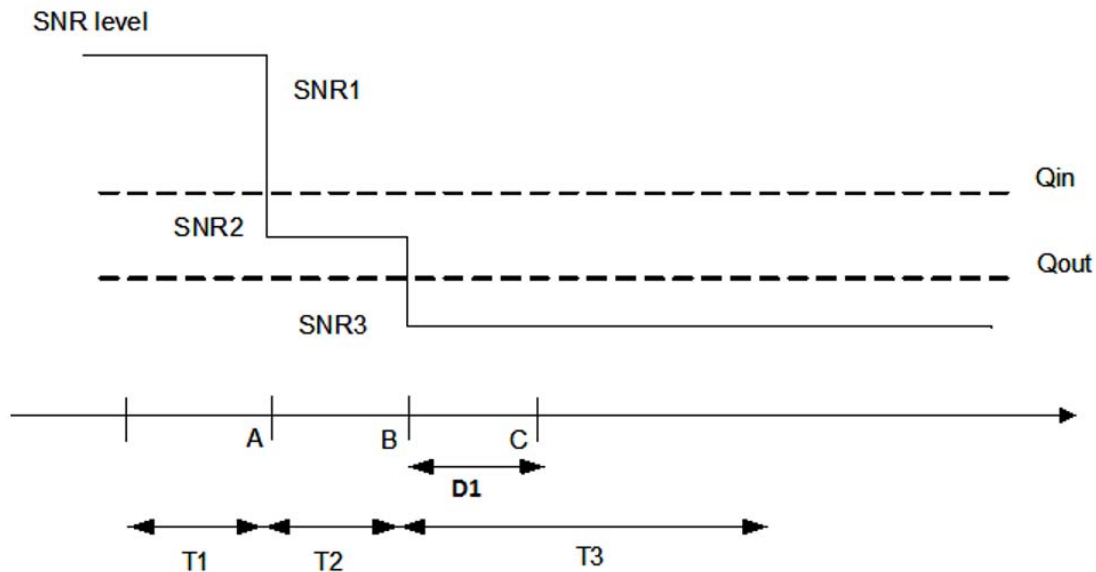 SNR level
SNR1
Qin
SNR2
Qout
SNR3
A B C
D1
T1 T2 T3